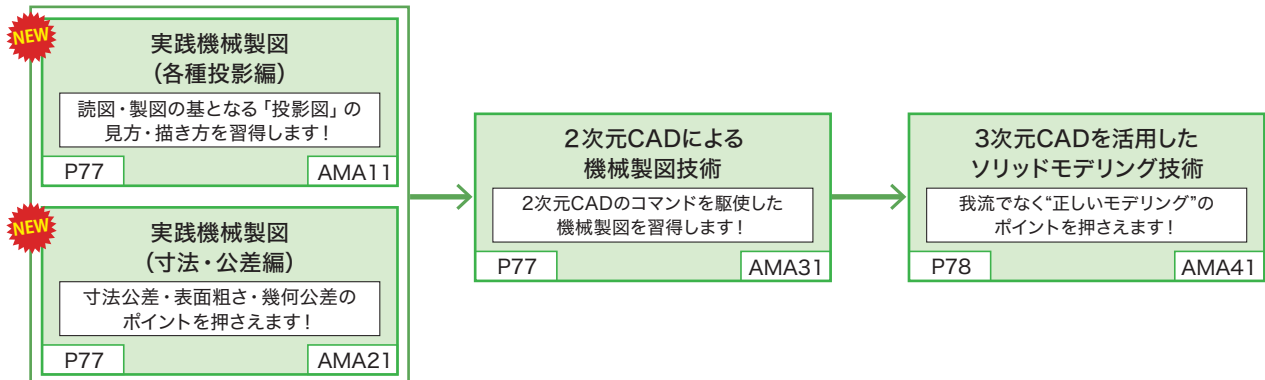 NEW
実践機械製図
（各種投影編）
読図・製図の基となる「投影図」の
見方・描き方を習得します！
P77
AMA11
NEW
実践機械製図
（寸法・公差編）
寸法公差・表面粗さ・幾何公差の
ポイントを押さえます！
P77
AMA21
2次元CADによる
機械製図技術
2次元CADのコマンドを駆使した
機械製図を習得します！
P77
AMA31
3次元CADを活用した
ソリッドモデリング技術
我流でなく“正しいモデリング”の
ポイントを押さえます！
P78
AMA41